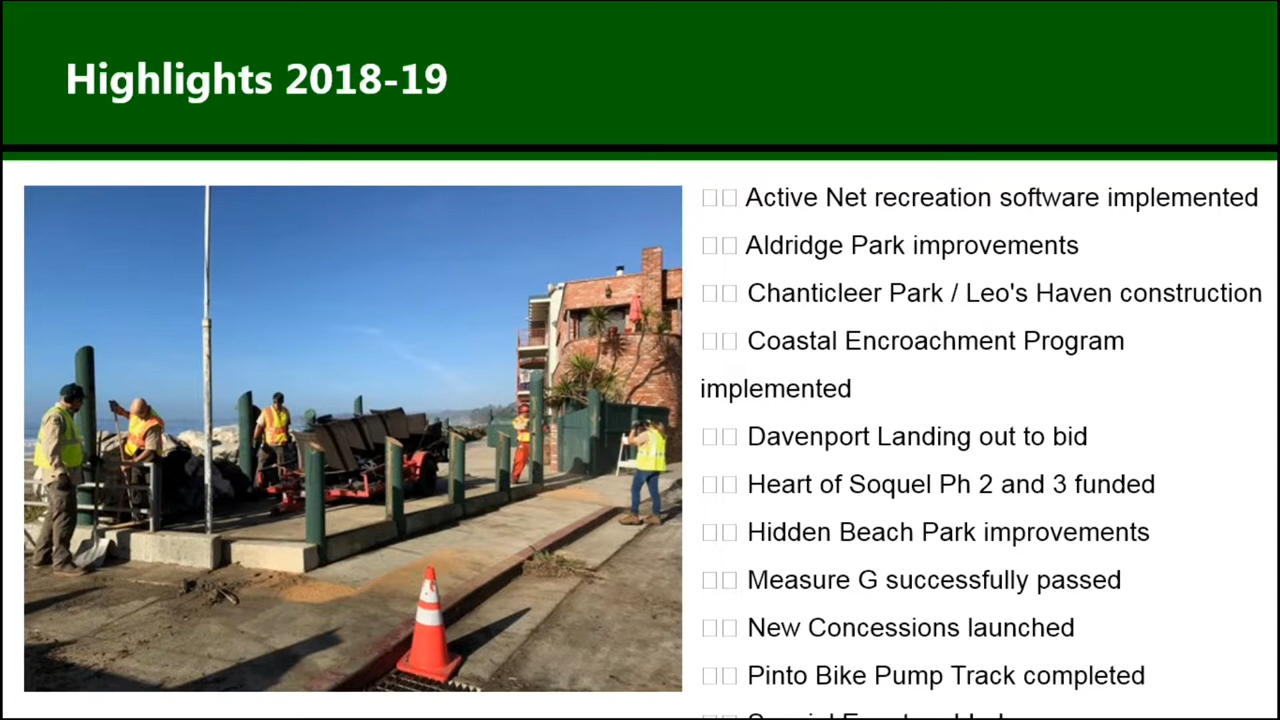 Highlights 2018-19
Active Net recreation software implemented
Aldridge Park improvements
Chanticleer Park / Leo's Haven construction
Coastal Encroachment Program
implemented
Davenport Landing out to bid
Heart of Soquel Ph 2 and 3 funded
Hidden Beach Park improvements
Measure G successfully passed
New Concessions launched
Pinto Bike Pump Track completed